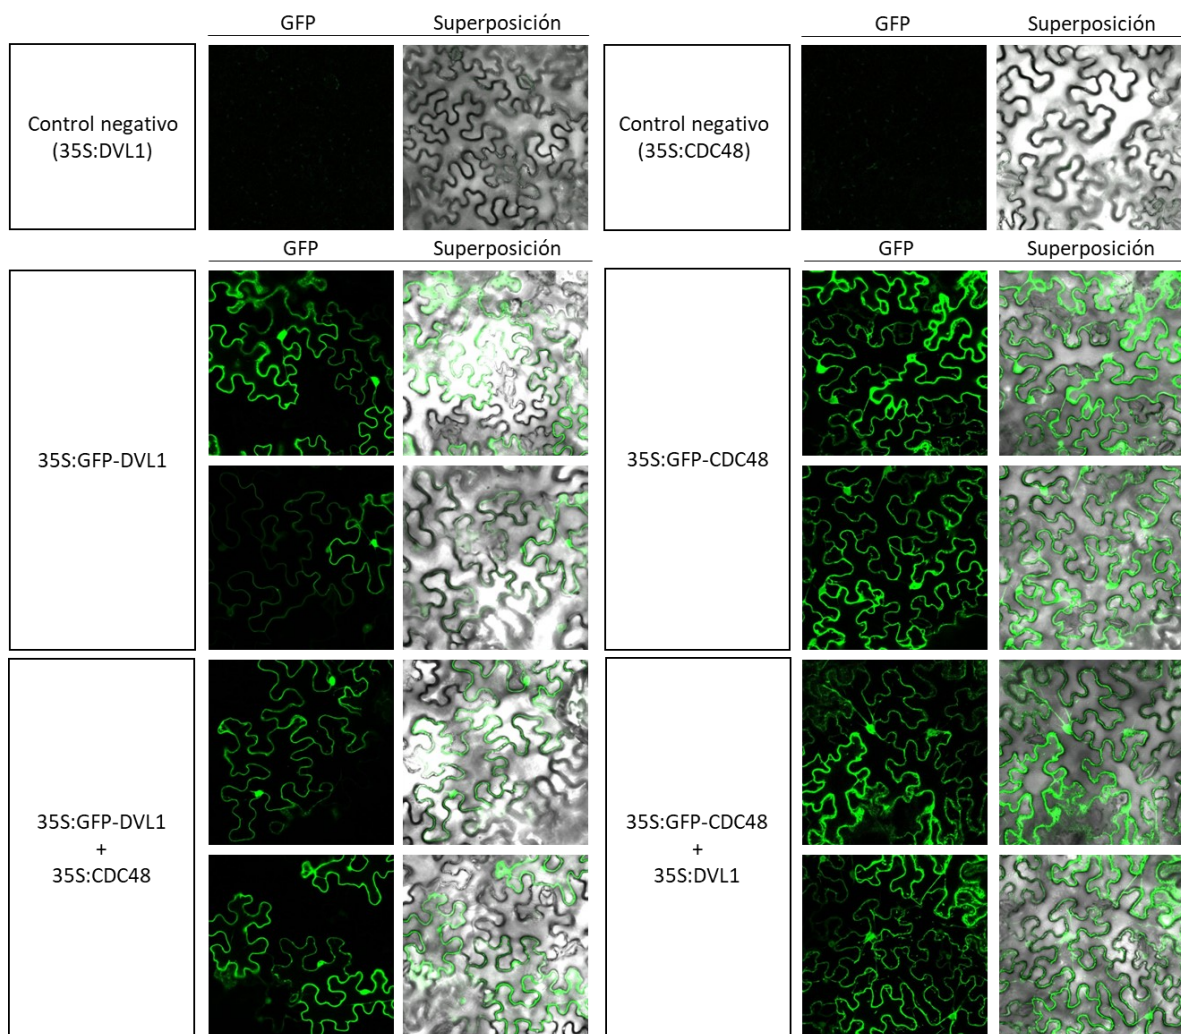 GFP Superposición GFP Superposición
Control negativo
(35S:DVL1)
Control negativo
(35S:CDC48)
GFP Superposición GFP Superposición
35S:GFP-DVL1
35S:GFP-CDC48
35S:GFP-DVL1
+
35S:CDC48
35S:GFP-CDC48
+
35S:DVL1